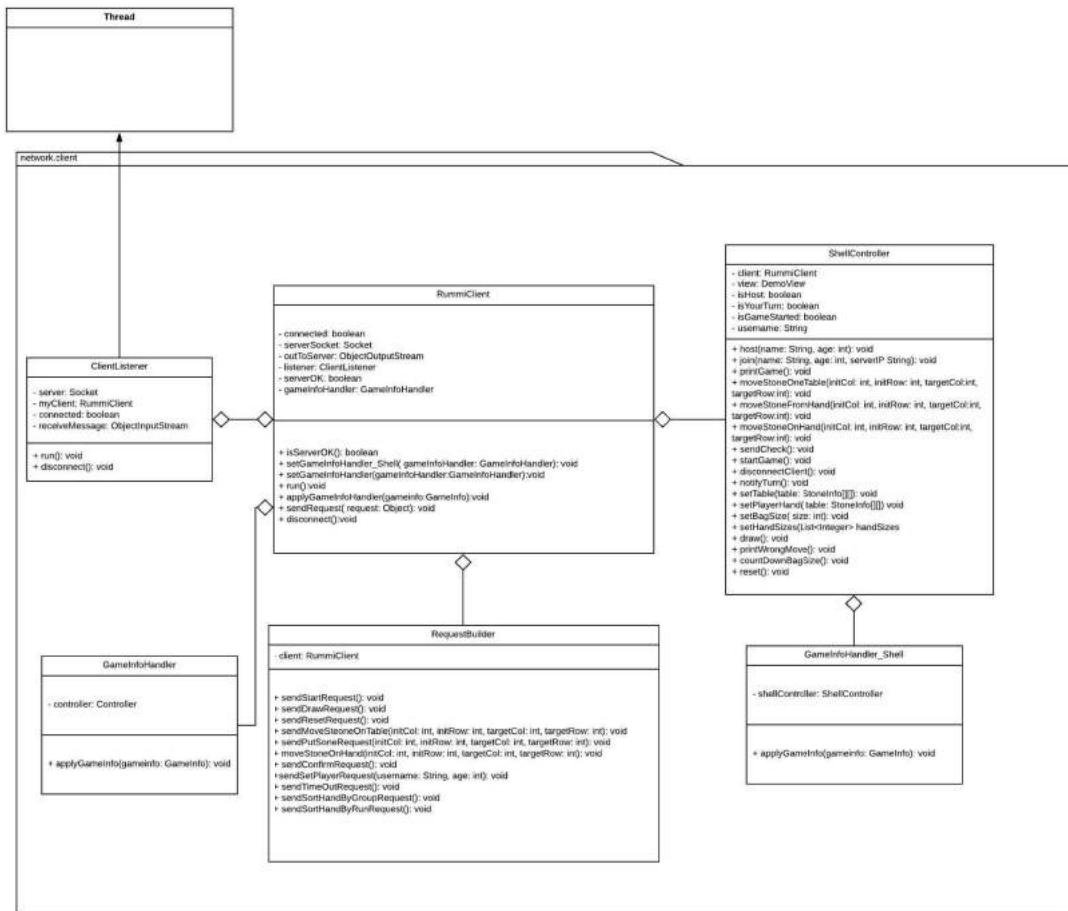 Thread
network.client
ShellController
- client: RummiClient
- view: DemoView
- isHost: boolean
- isYourTurn: boolean
- isGameStarted: boolean
- username: String
+ host(name: String, age: int): void
+ join(name: String, age: int, serverIP String): void
+ printGame(): void
+ moveStoneOneTable(initCol: int, initRow: int, targetCol:int,
targetRow:int): void
+ moveStoneFromHand(initCol: int, initRow: int, targetCol:int,
targetRow:int): void
+ moveStoneOnHand(initCol: int, initRow: int, targetCol:int,
targetRow:int): void
+ sendCheck(): void
+ startGame(): void
+ disconnectClient(): void
+ notifyTurn(): void
+ setTable(table: StoneInfo[][]): void
+ setPlayerHand( table: StoneInfo[][]) void
+ setBagSize( size: int): void
+ setHandSizes(List<Integer> handSizes
+ draw(): void
+ printWrongMove(): void
+ countDownBagSize(): void
+ reset(): void
RummiClient
- connected: boolean
- serverSocket: Socket
- outToServer: ObjectOutputStream
- listener: ClientListener
- serverOK: boolean
- gameInfoHandler: GameInfoHandler
+ isServerOK(): boolean
+ setGameInfoHandler_Shell( gameInfoHandler: GameInfoHandler): void
+ setGameInfoHandler(gameInfoHandler:GameInfoHandler):void
+ run():void
+ applyGameInfoHandler(gameinfo:GameInfo):void
+ sendRequest( request: Object): void
+ disconnect():void
ClientListener
- server: Socket
- myClient: RummiClient
- connected: boolean
- receiveMessage: ObjectInputStream
+ run(): void
+ disconnect(): void
GameInfoHandler
- controller: Controller
+ applyGameInfo(gameinfo: GameInfo): void
RequestBuilder
- client: RummiClient
+ sendStartRequest(): void
+ sendDrawRequest(): void
+ sendResetRequest(): void
+ sendMoveSteoneOnTable(initCol: int, initRow: int, targetCol: int, targetRow: int): void
+ sendPutSoneRequest(initCol: int, initRow: int, targetCol: int, targetRow: int): void
+ moveStoneOnHand(initCol: int, initRow: int, targetCol: int, targetRow: int): void
+ sendConfirmRequest(): void
+sendSetPlayerRequest(username: String, age: int): void
+ sendTimeOutRequest(): void
+ sendSortHandByGroupRequest(): void
+ sendSortHandByRunRequest(): void
GameInfoHandler_Shell
- shellController: ShellController
+ applyGameInfo(gameinfo: GameInfo): void